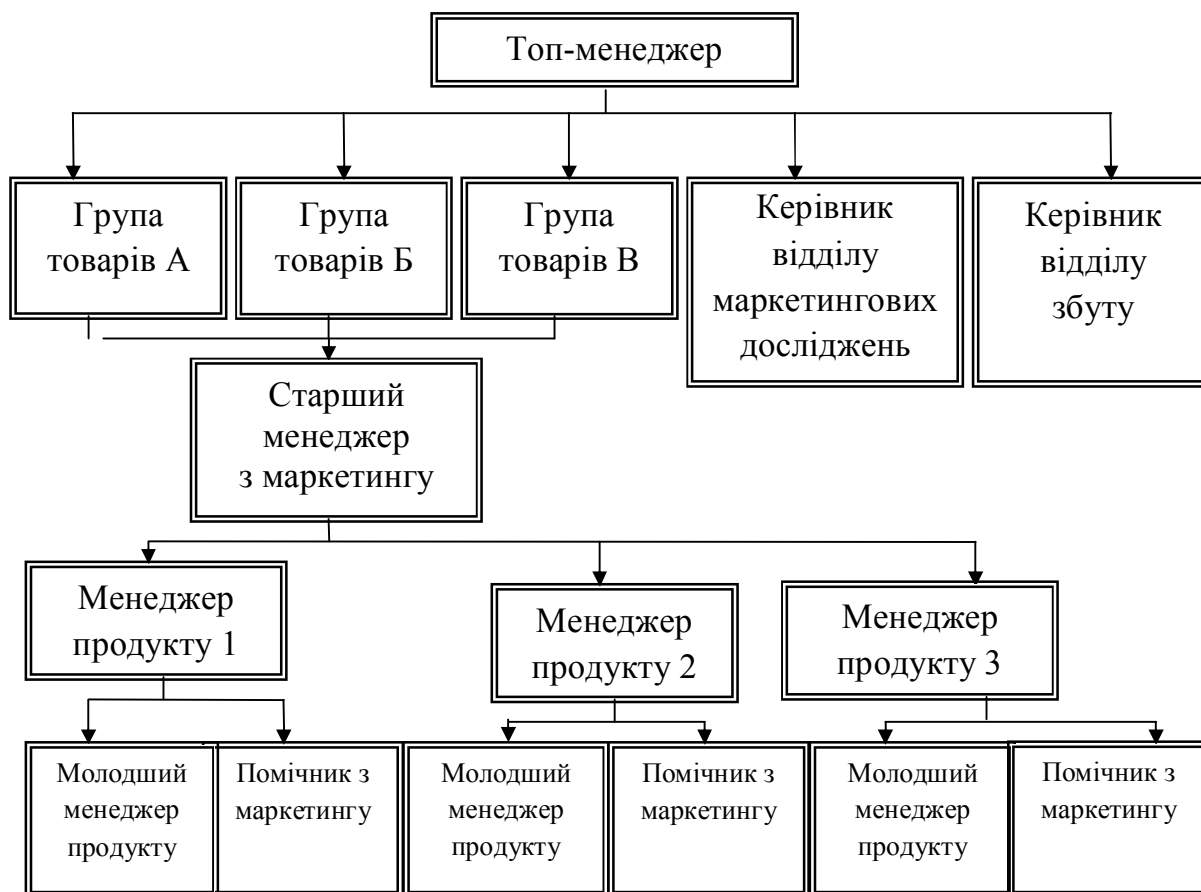 Топ-менеджер
Група
товарів А
Група
товарів Б
Група
товарів В
Керівник
відділу
маркетингових
досліджень
Керівник
відділу
збуту
Старший
менеджер
з маркетингу
Менеджер
продукту 1
Менеджер
продукту 2
Менеджер
продукту 3
Молодший
менеджер
продукту
Помічник з
маркетингу
Молодший
менеджер
продукту
Помічник з
маркетингу
Молодший
менеджер
продукту
Помічник з
маркетингу